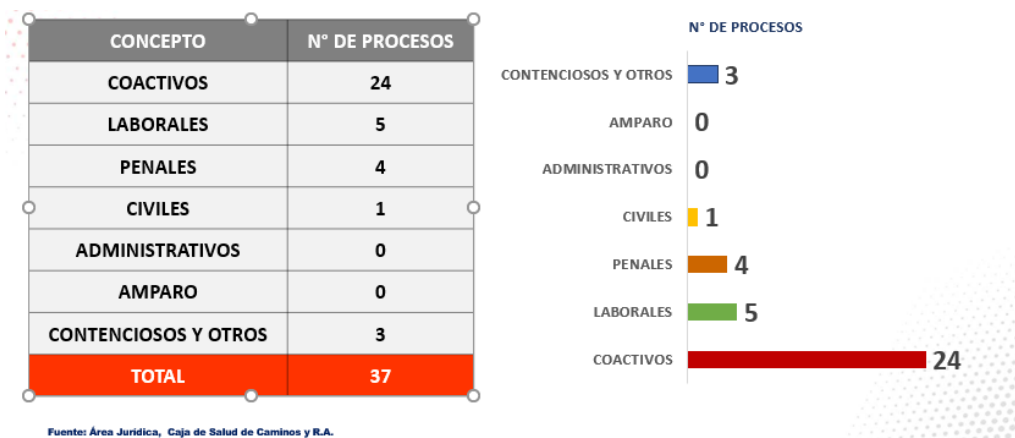 CONCEPTO N° DE PROCESOS
COACTIVOS 24
LABORALES 5
PENALES 4
CIVILES 1
ADMINISTRATIVOS 0
AMPARO 0
CONTENCIOSOS Y OTROS 3
TOTAL 37
Fuente: Área Jurídica, Caja de Salud de Caminos y R.A.
N° DE PROCESOS
CONTENCIOSOS Y OTROS 3
AMPARO 0
ADMINISTRATIVOS 0
CIVILES 1
PENALES 4
LABORALES 5
COACTIVOS 24